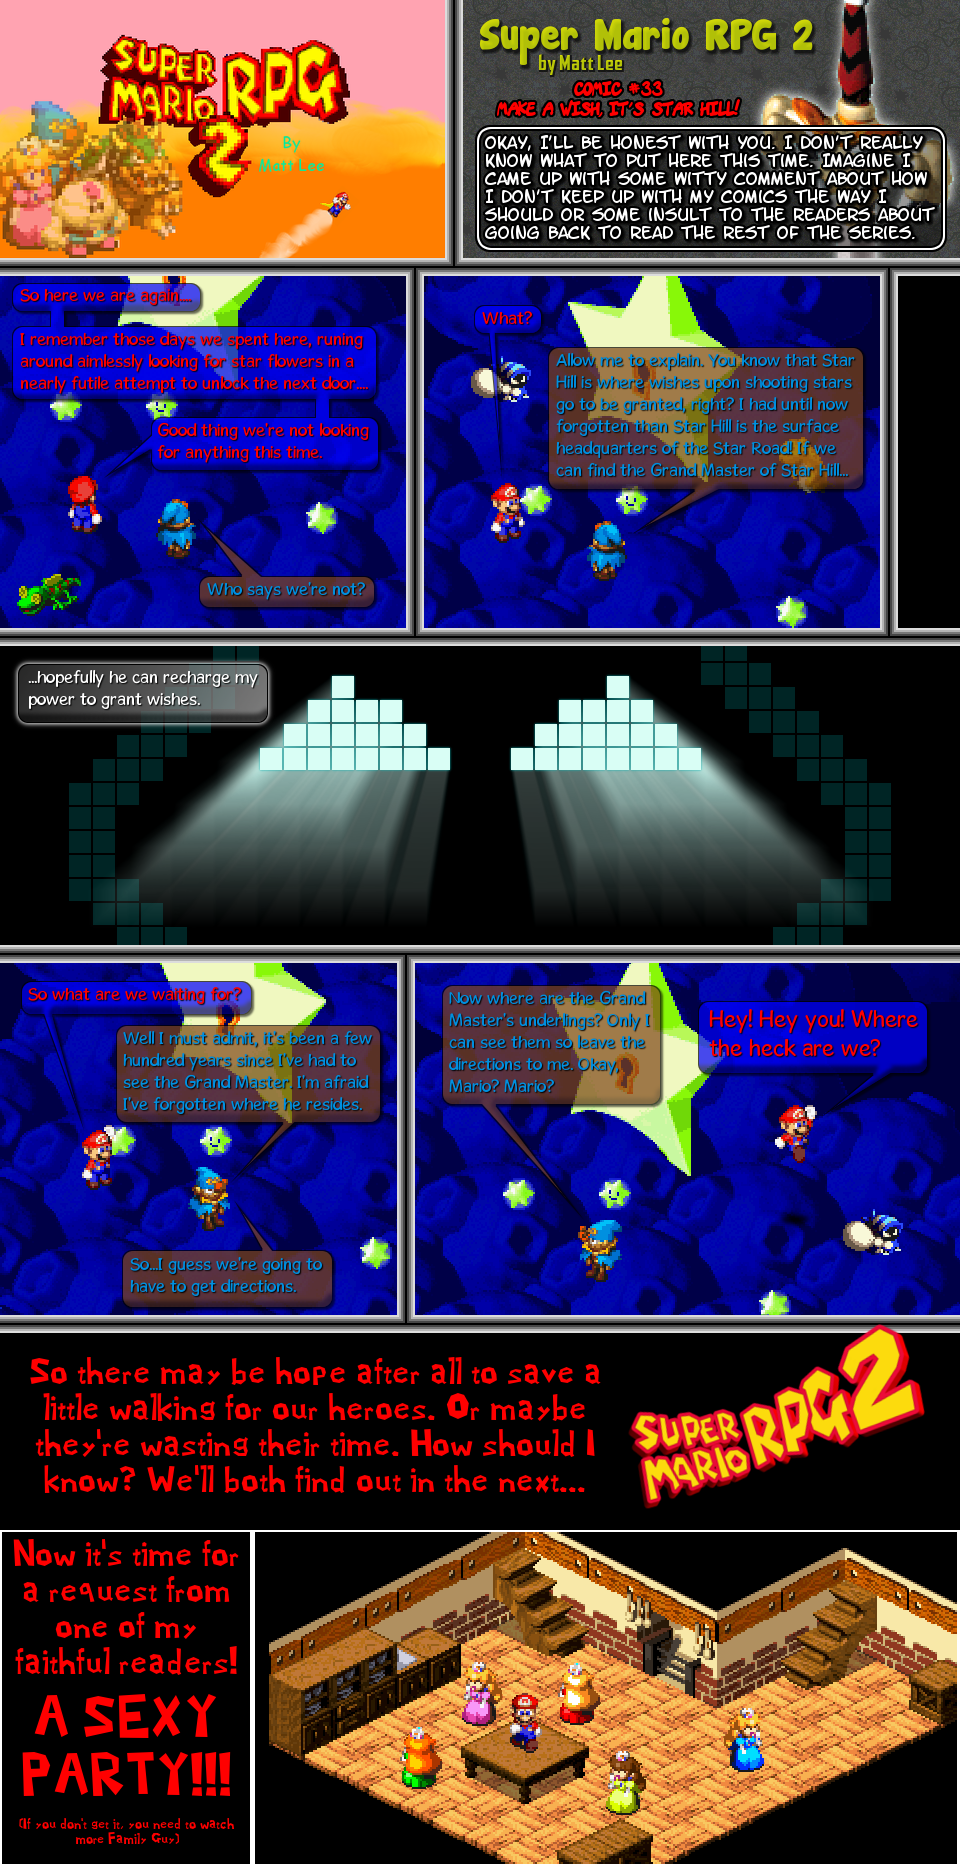 SUPER
MARIO RPG
2
By
Matt Lee
Super Mario RPG 2
by Matt Lee
COMIC #33
MAKE A WISH, IT'S STAR HILL!
OKAY, I'LL BE HONEST WITH YOU. I DON'T REALLY
KNOW WHAT TO PUT HERE THIS TIME. IMAGINE I
CAME UP WITH SOME WITTY COMMENT ABOUT HOW
I DON'T KEEP UP WITH MY COMICS THE WAY I
SHOULD OR SOME INSULT TO THE READERS ABOUT
GOING BACK TO READ THE REST OF THE SERIES.
So here we are again....
I remember those days we spent here, runing
around aimlessly looking for star flowers in a
nearly futile attempt to unlock the next door....
Good thing we're not looking
for anything this time.
Who says we're not?
What?
Allow me to explain. You know that Star
Hill is where wishes upon shooting stars
go to be granted, right? I had until now
forgotten than Star Hill is the surface
headquarters of the Star Road! If we
can find the Grand Master of Star Hill...
...hopefully he can recharge my
power to grant wishes.
So what are we waiting for?
Well I must admit, it's been a few
hundred years since I've had to
see the Grand Master. I'm afraid
I've forgotten where he resides.
So...I guess we're going to
have to get directions.
Now where are the Grand
Master's underlings? Only I
can see them so leave the
directions to me. Okay,
Mario? Mario?
Hey! Hey you! Where
the heck are we?
So there may be hope after all to save a
little walking for our heroes. Or maybe
they're wasting their time. How should I
know? We'll both find out in the next...
SUPER
MARIO RPG 2
Now it's time for
a request from
one of my
faithful readers!
A SEXY
PARTY!!!
(If you don't get it, you need to watch
more Family Guy)